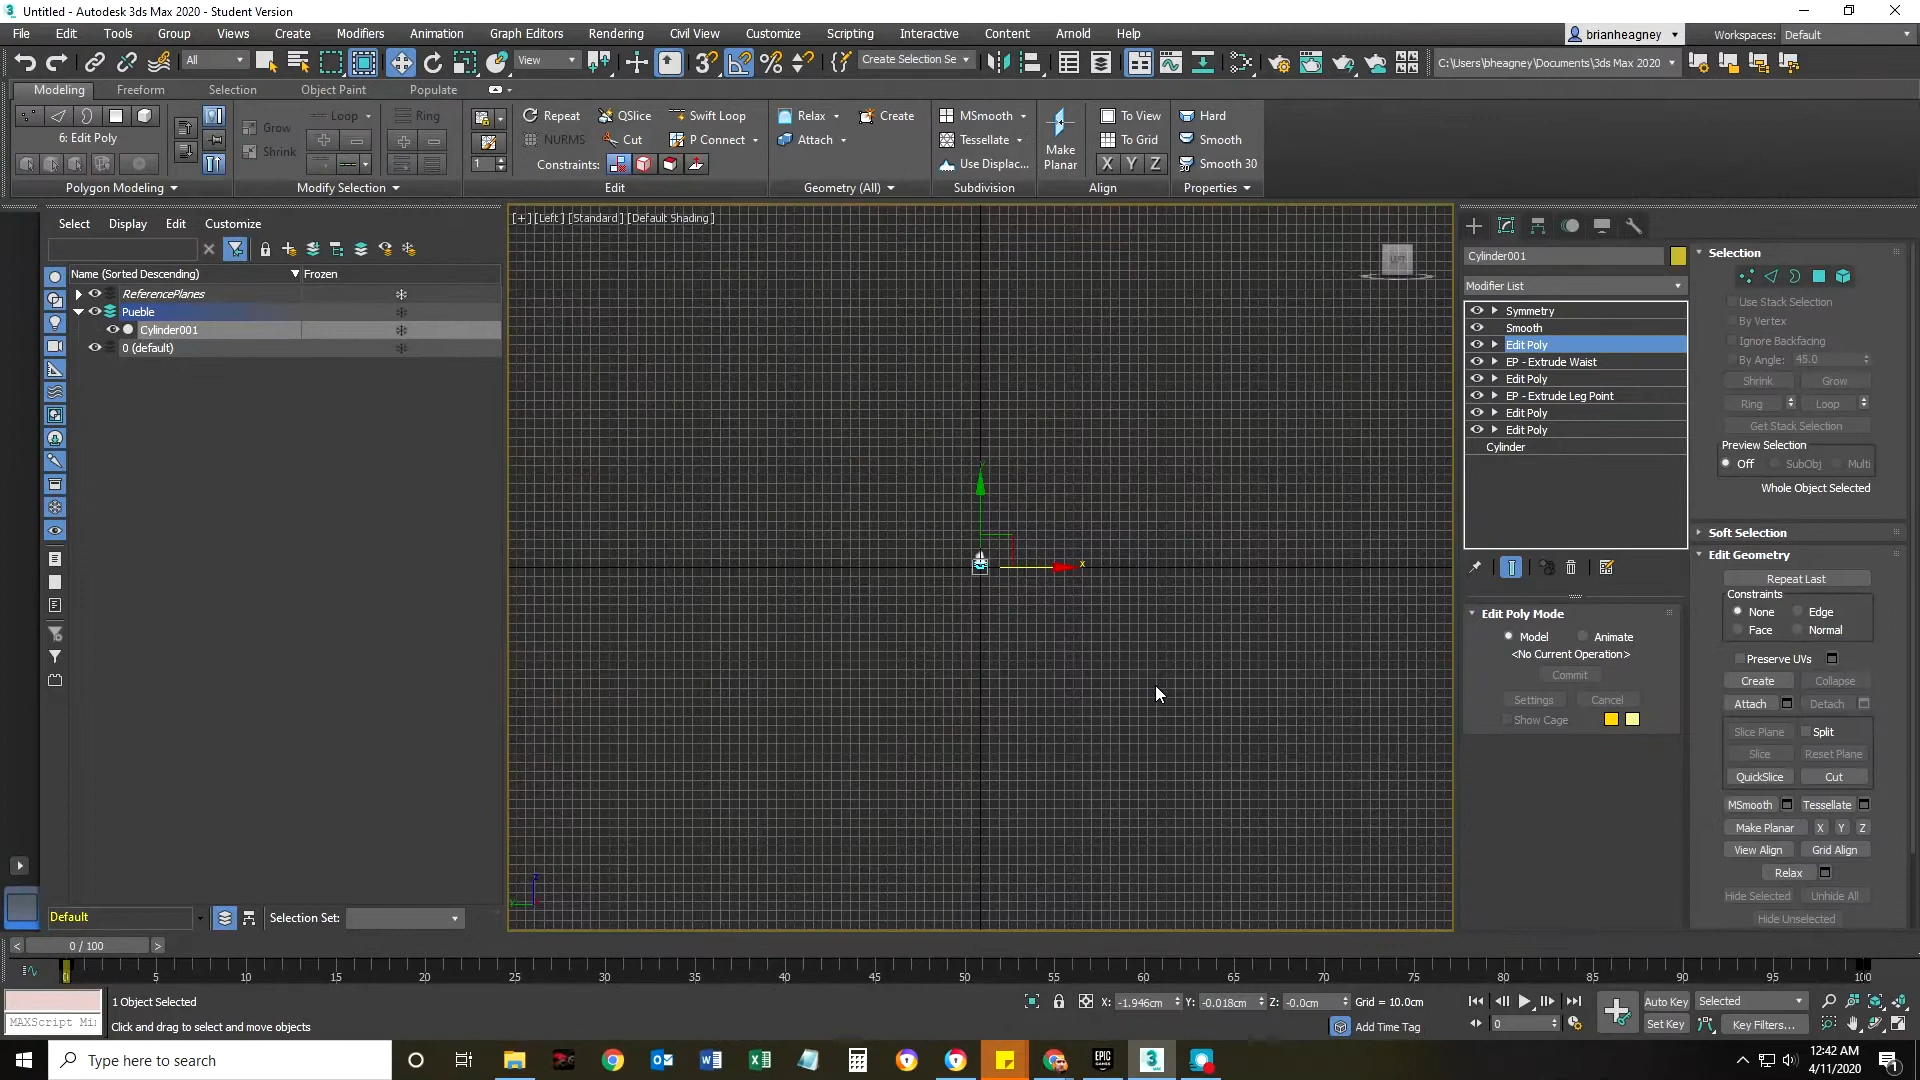 Untitled - Autodesk 3ds Max 2020 - Student Version
File Edit Tools Group Views Create Modifiers Animation Graph Editors Rendering Civil View Customize Scripting Interactive Content Arnold Help
brianheagney Workspaces: Default
All View Create Selection Se C:\Users\bheagney\Documents\3ds Max 2020
Modeling Freeform Selection Object Paint Populate
6: Edit Poly
Grow Loop Ring
Shrink
1
Repeat QSlice Swift Loop
NURMS Cut P Connect
Constraints:
Relax Create
Attach
MSmooth
Tessellate
Use Displac...
Make Planar
To View
To Grid
X Y Z
Hard
Smooth
Smooth 30
Polygon Modeling Modify Selection Edit Geometry (All) Subdivision Align Properties
Select Display Edit Customize
Name (Sorted Descending) Frozen
ReferencePlanes
Pueble
Cylinder001
0 (default)
[+] [Left] [Standard] [Default Shading]
LEFT
x
Cylinder001
Modifier List
Symmetry
Smooth
Edit Poly
EP - Extrude Waist
Edit Poly
EP - Extrude Leg Point
Edit Poly
Edit Poly
Cylinder
Edit Poly Mode
Model Animate
<No Current Operation>
Commit
Settings Cancel
Show Cage
Selection
Use Stack Selection
By Vertex
Ignore Backfacing
By Angle: 45.0
Shrink Grow
Ring Loop
Get Stack Selection
Preview Selection
Off SubObj Multi
Whole Object Selected
Soft Selection
Edit Geometry
Repeat Last
Constraints
None Edge
Face Normal
Preserve UVs
Create Collapse
Attach Detach
Slice Plane Split
Slice Reset Plane
QuickSlice Cut
MSmooth Tessellate
Make Planar X Y Z
View Align Grid Align
Relax
Hide Selected Unhide All
Hide Unselected
Default Selection Set:
< 0 / 100 >
0 5 10 15 20 25 30 35 40 45 50 55 60 65 70 75 80 85 90 95 100
1 Object Selected
X: -1.946cm Y: -0.018cm Z: -0.0cm Grid = 10.0cm
Auto Key Selected
MAXScript Mi
Click and drag to select and move objects
Add Time Tag
0
Set Key Key Filters...
Type here to search
EPIC GAMES
3
12:42 AM
4/11/2020
1